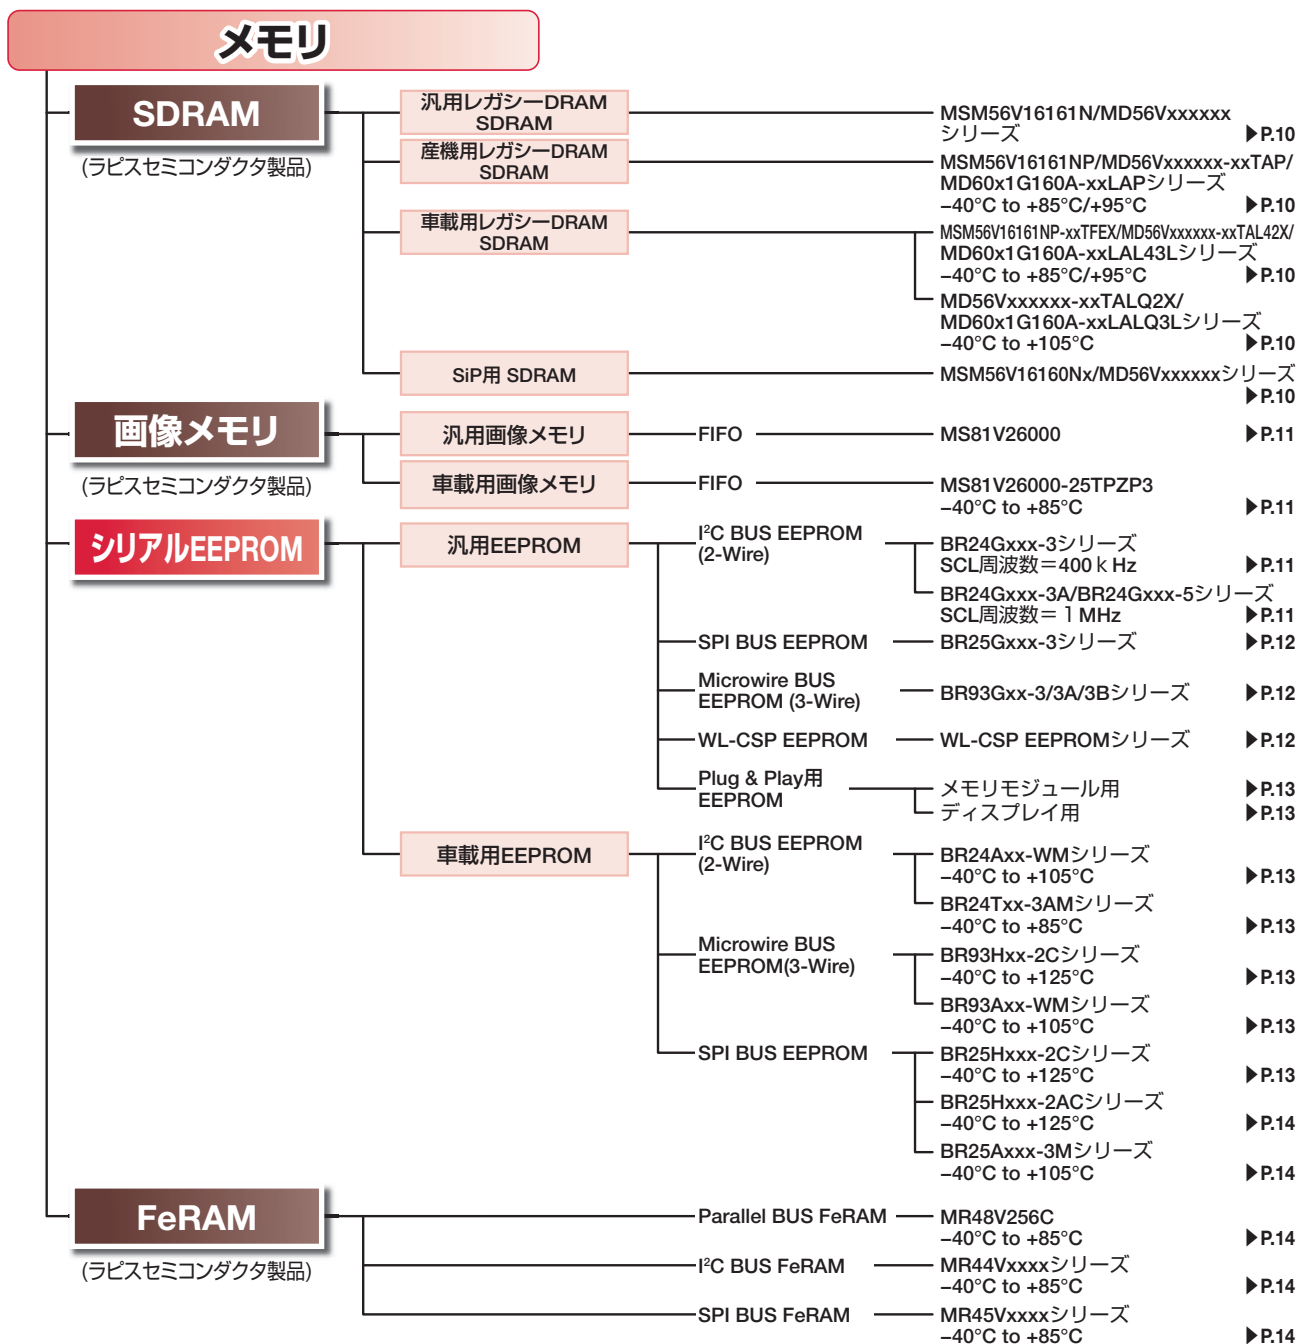 メモリ
SDRAM
(ラピスセミコンダクタ製品)
汎用レガシーDRAM
SDRAM
MSM56V16161N/MD56Vxxxxxx
シリーズ ▶P.10
産機用レガシーDRAM
SDRAM
MSM56V16161NP/MD56Vxxxxxx-xxTAP/
MD60x1G160A-xxLAPシリーズ
–40°C to +85°C/+95°C ▶P.10
車載用レガシーDRAM
SDRAM
MSM56V16161NP-xxTFEX/MD56Vxxxxxx-xxTAL42X/
MD60x1G160A-xxLAL43Lシリーズ
–40°C to +85°C/+95°C ▶P.10
MD56Vxxxxxx-xxTALQ2X/
MD60x1G160A-xxLALQ3Lシリーズ
–40°C to +105°C ▶P.10
SiP用 SDRAM
MSM56V16160Nx/MD56Vxxxxxxシリーズ
▶P.10
画像メモリ
(ラピスセミコンダクタ製品)
汎用画像メモリ
FIFO
MS81V26000 ▶P.11
車載用画像メモリ
FIFO
MS81V26000-25TPZP3
–40°C to +85°C ▶P.11
シリアルEEPROM
汎用EEPROM
I²C BUS EEPROM
(2-Wire)
BR24Gxxx-3シリーズ
SCL周波数＝400ｋHz ▶P.11
BR24Gxxx-3A/BR24Gxxx-5シリーズ
SCL周波数＝１MHz ▶P.11
SPI BUS EEPROM
BR25Gxxx-3シリーズ ▶P.12
Microwire BUS
EEPROM (3-Wire)
BR93Gxx-3/3A/3Bシリーズ ▶P.12
WL-CSP EEPROM
WL-CSP EEPROMシリーズ ▶P.12
Plug & Play用
EEPROM
メモリモジュール用 ▶P.13
ディスプレイ用 ▶P.13
車載用EEPROM
I²C BUS EEPROM
(2-Wire)
BR24Axx-WMシリーズ
–40°C to +105°C ▶P.13
BR24Txx-3AMシリーズ
–40°C to +85°C ▶P.13
Microwire BUS
EEPROM(3-Wire)
BR93Hxx-2Cシリーズ
–40°C to +125°C ▶P.13
BR93Axx-WMシリーズ
–40°C to +105°C ▶P.13
SPI BUS EEPROM
BR25Hxxx-2Cシリーズ
–40°C to +125°C ▶P.13
BR25Hxxx-2ACシリーズ
–40°C to +125°C ▶P.14
BR25Axxx-3Mシリーズ
–40°C to +105°C ▶P.14
FeRAM
(ラピスセミコンダクタ製品)
Parallel BUS FeRAM
MR48V256C
–40°C to +85°C ▶P.14
I²C BUS FeRAM
MR44Vxxxxシリーズ
–40°C to +85°C ▶P.14
SPI BUS FeRAM
MR45Vxxxxシリーズ
–40°C to +85°C ▶P.14